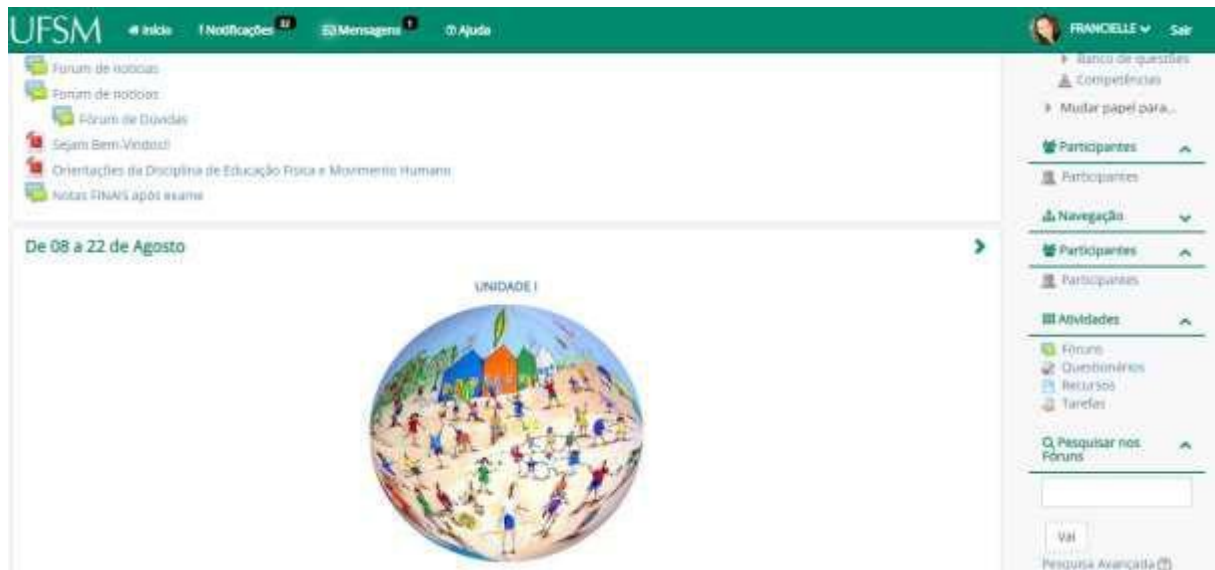 UFSM
Início
Notificações
Mensagens 1
Ajuda
FRANCIELLE
Sair
Forum de notícias
Forum de notícias
Fórum de Dúvidas
Sejam Bem-Vindos!!
Orientações da Disciplina de Educação Física e Movimento Humano
Notas FINAIS após exame
De 08 a 22 de Agosto
UNIDADE I
Banco de questões
Competências
Mudar papel para...
Participantes
Participantes
Navegação
Participantes
Participantes
Atividades
Fóruns
Questionários
Recursos
Tarefas
Pesquisar nos
Fóruns
Vai
Pesquisa Avançada